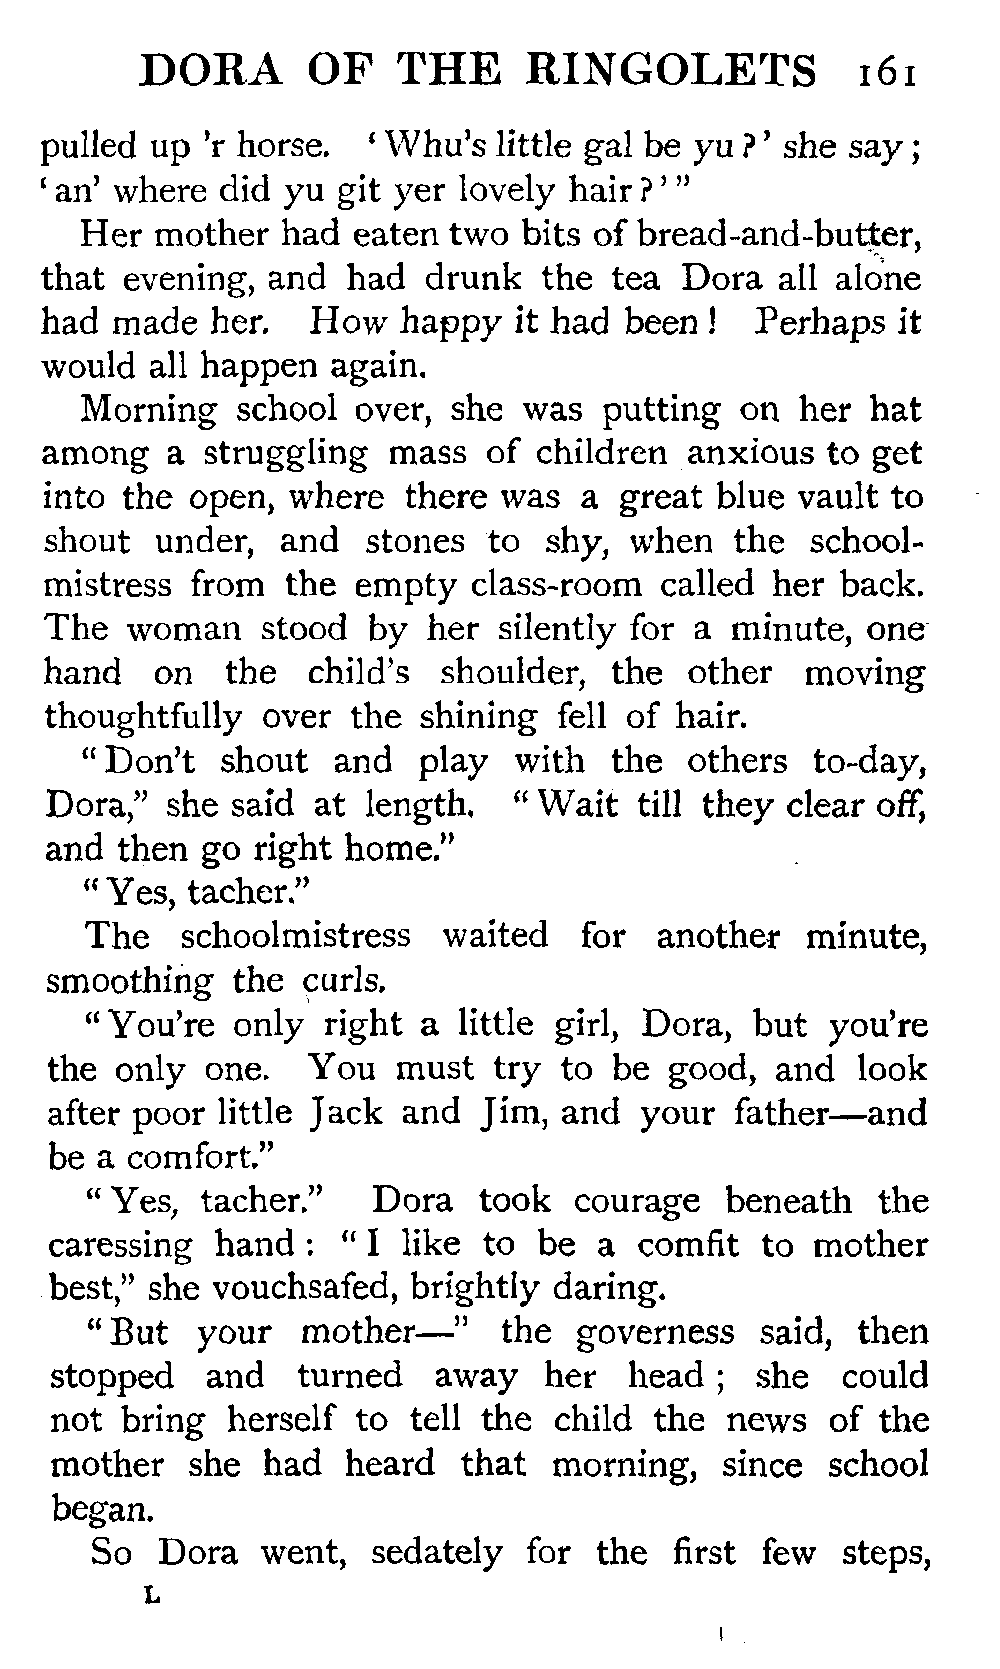 DORA OF THE RINGOLETS 161
pulled up 'r horse. ‘Whu's little gal be yu?’ she say;
‘an’ where did yu git yer lovely hair?’”
Her mother had eaten two bits of bread-and-butter,
that evening, and had drunk the tea Dora all alone
had made her. How happy it had been! Perhaps it
would all happen again.
Morning school over, she was putting on her hat
among a struggling mass of children anxious to get
into the open, where there was a great blue vault to
shout under, and stones to shy, when the school-
mistress from the empty class-room called her back.
The woman stood by her silently for a minute, one
hand on the child's shoulder, the other moving
thoughtfully over the shining fell of hair.
“Don't shout and play with the others to-day,
Dora,” she said at length. “Wait till they clear off,
and then go right home.”
“Yes, tacher.”
The schoolmistress waited for another minute,
smoothing the curls.
“You're only right a little girl, Dora, but you're
the only one. You must try to be good, and look
after poor little Jack and Jim, and your father—and
be a comfort.”
“Yes, tacher.” Dora took courage beneath the
caressing hand: “I like to be a comfit to mother
best,” she vouchsafed, brightly daring.
“But your mother—” the governess said, then
stopped and turned away her head; she could
not bring herself to tell the child the news of the
mother she had heard that morning, since school
began.
So Dora went, sedately for the first few steps,
L